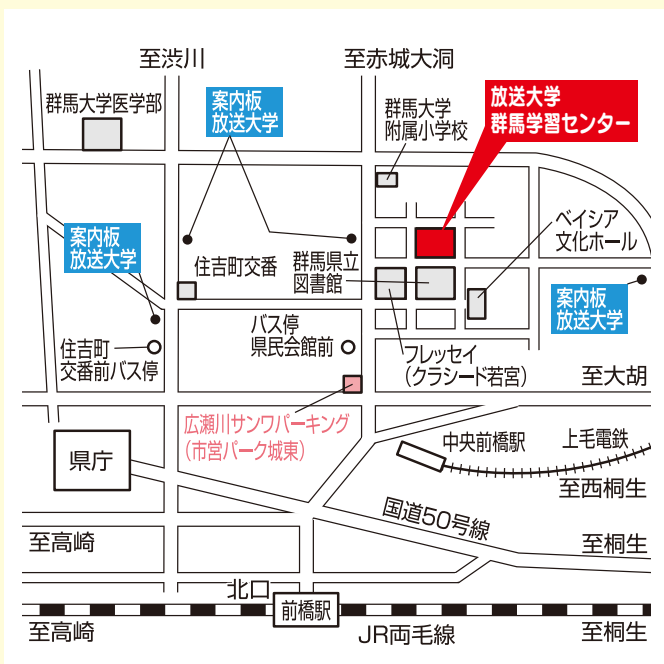 至渋川
至赤城大洞
群馬大学医学部
案内板
放送大学
群馬大学
附属小学校
放送大学
群馬学習センター
案内板
放送大学
住吉町交番
群馬県立
図書館
ベイシア
文化ホール
案内板
放送大学
住吉町
交番前バス停
バス停
県民会館前
フレッセイ
（クラシード若宮）
至大胡
広瀬川サンワパーキング
（市営パーク城東）
中央前橋駅
上毛電鉄
県庁
至西桐生
国道50号線
至高崎
至桐生
北口
前橋駅
至高崎
JR両毛線
至桐生